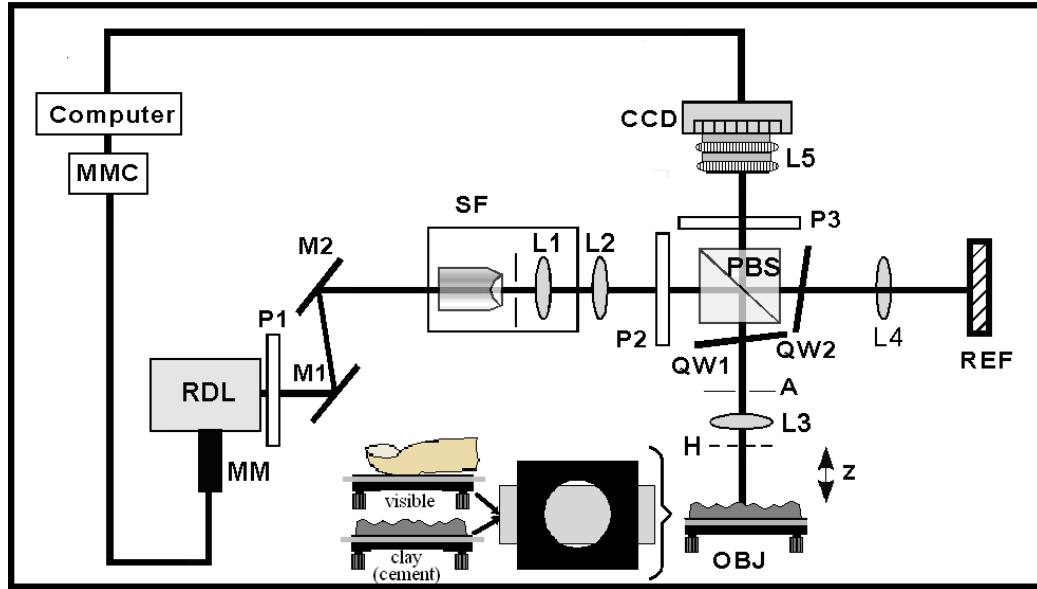 Computer
MMC
CCD
L5
SF
L1
L2
P3
M2
PBS
P1
P2
QW1
QW2
L4
REF
M1
RDL
A
L3
H
Z
MM
visible
clay
(cement)
OBJ